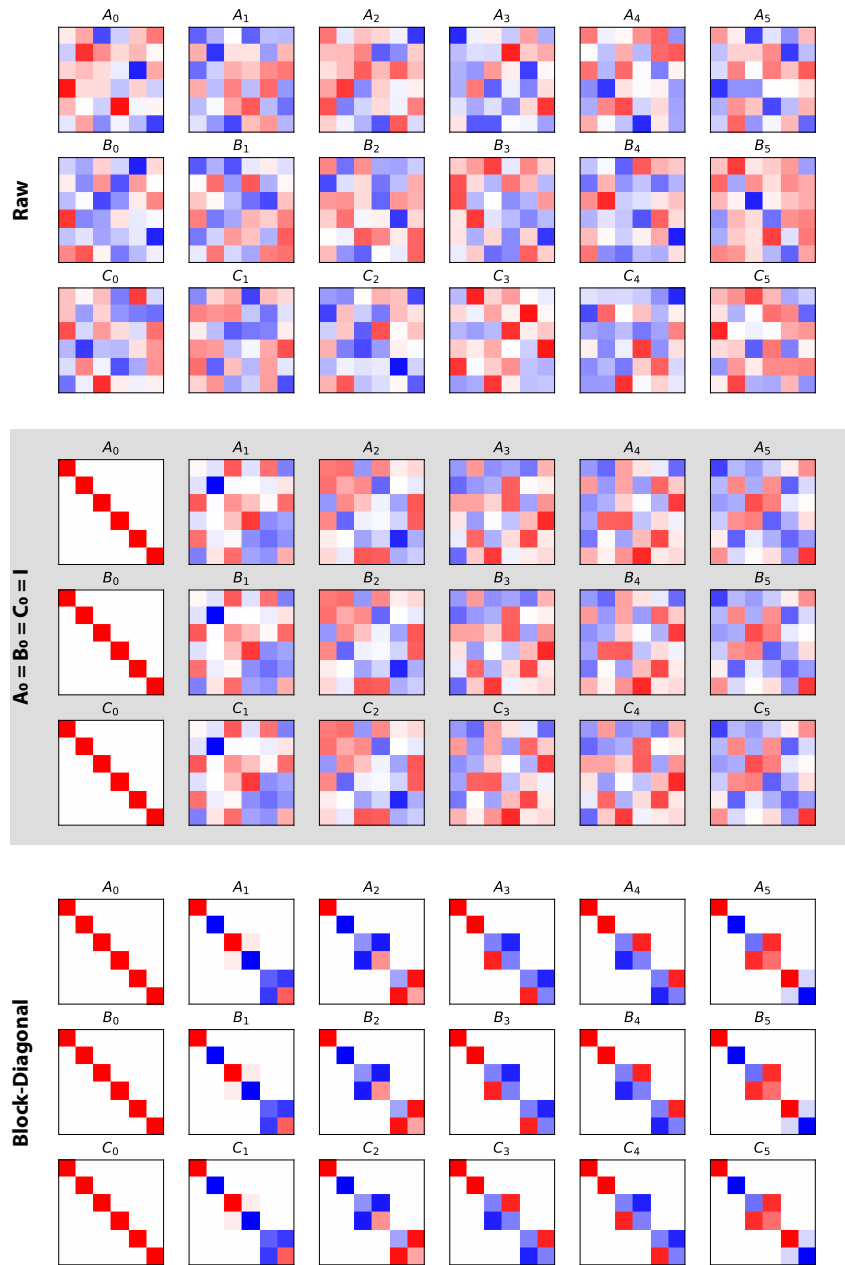 A₀ A₁ A₂ A₃ A₄ A₅
Raw
B₀ B₁ B₂ B₃ B₄ B₅
C₀ C₁ C₂ C₃ C₄ C₅
A₀ A₁ A₂ A₃ A₄ A₅
A₀ = B₀ = C₀ = I
B₀ B₁ B₂ B₃ B₄ B₅
C₀ C₁ C₂ C₃ C₄ C₅
A₀ A₁ A₂ A₃ A₄ A₅
Block-Diagonal
B₀ B₁ B₂ B₃ B₄ B₅
C₀ C₁ C₂ C₃ C₄ C₅